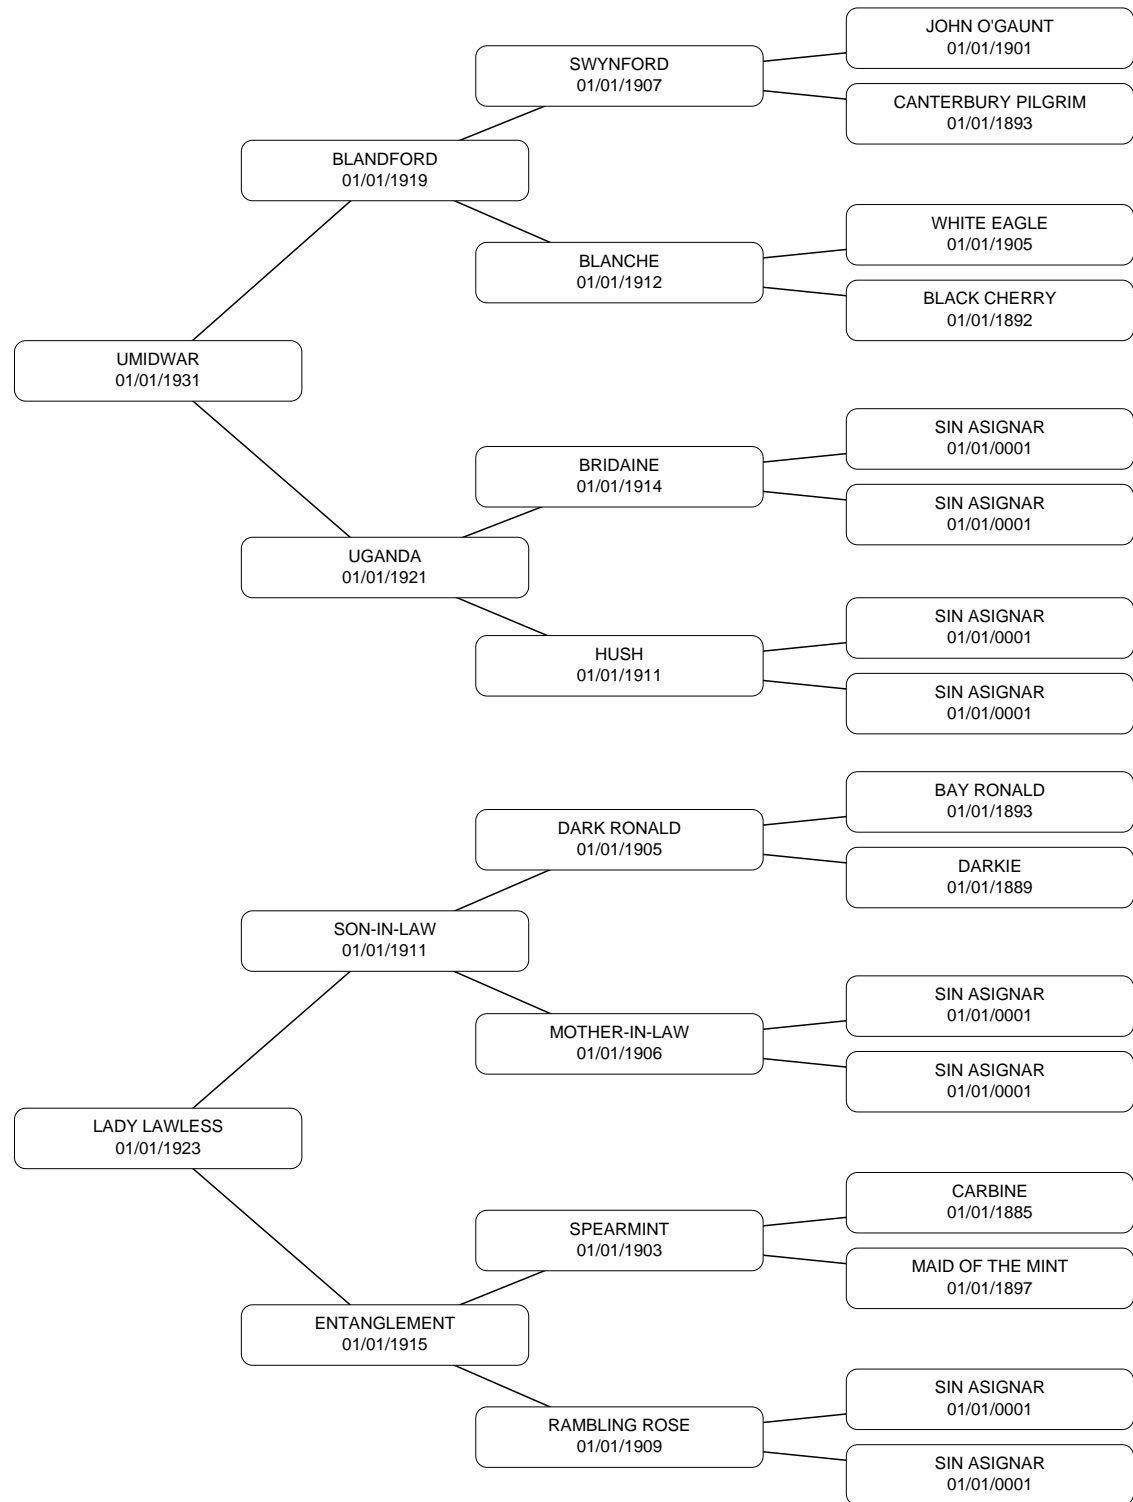 JOHN O'GAUNT
01/01/1901
SWYNFORD
01/01/1907
CANTERBURY PILGRIM
01/01/1893
BLANDFORD
01/01/1919
WHITE EAGLE
01/01/1905
BLANCHE
01/01/1912
BLACK CHERRY
01/01/1892
UMIDWAR
01/01/1931
SIN ASIGNAR
01/01/0001
BRIDAINE
01/01/1914
SIN ASIGNAR
01/01/0001
UGANDA
01/01/1921
SIN ASIGNAR
01/01/0001
HUSH
01/01/1911
SIN ASIGNAR
01/01/0001
BAY RONALD
01/01/1893
DARK RONALD
01/01/1905
DARKIE
01/01/1889
SON-IN-LAW
01/01/1911
SIN ASIGNAR
01/01/0001
MOTHER-IN-LAW
01/01/1906
SIN ASIGNAR
01/01/0001
LADY LAWLESS
01/01/1923
CARBINE
01/01/1885
SPEARMINT
01/01/1903
MAID OF THE MINT
01/01/1897
ENTANGLEMENT
01/01/1915
SIN ASIGNAR
01/01/0001
RAMBLING ROSE
01/01/1909
SIN ASIGNAR
01/01/0001